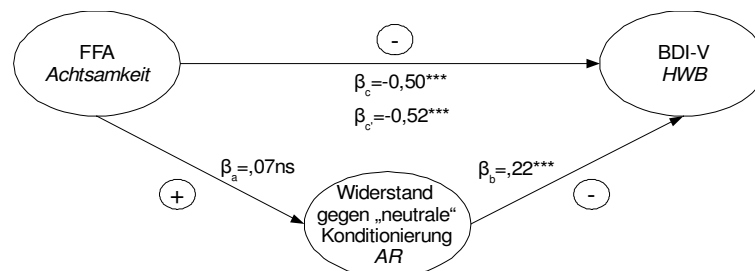 FFA
Achtsamkeit
-
BDI-V
HWB
βc=-0,50***
βc'=-0,52***
βa=,07ns
+
Widerstand
gegen „neutrale“
Konditionierung
AR
βb=,22***
-